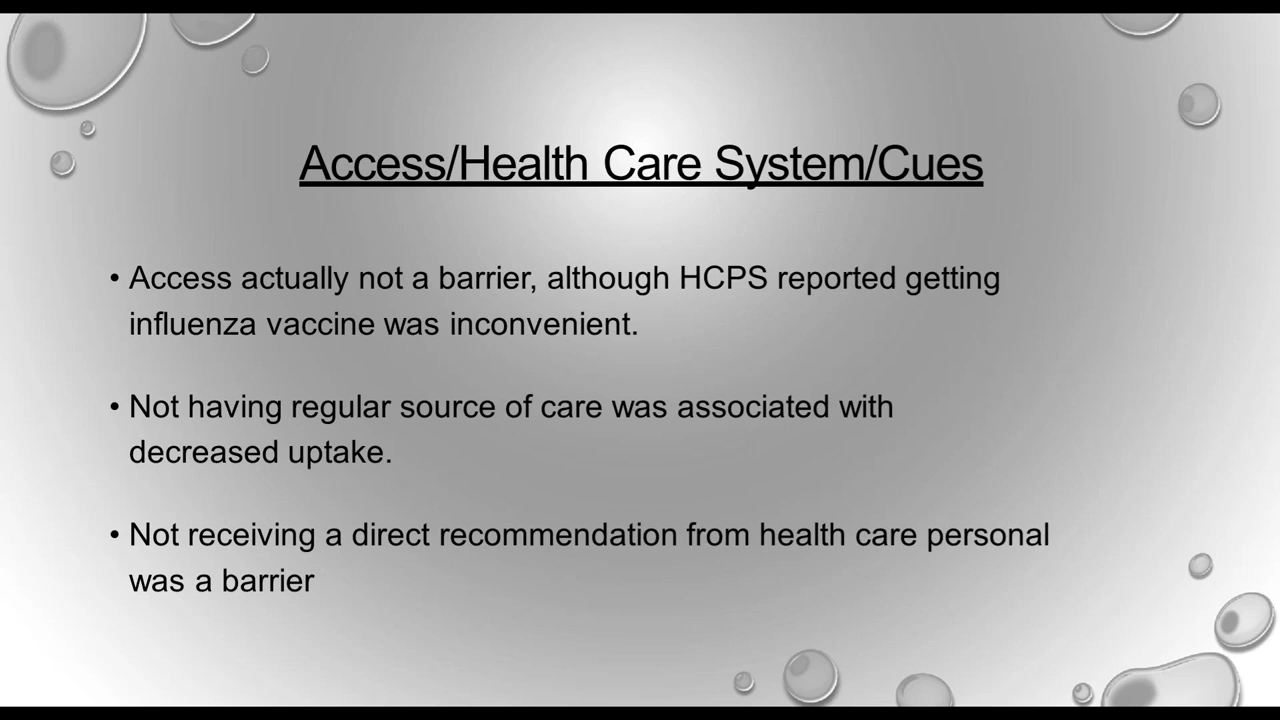 Access/Health Care System/Cues
• Access actually not a barrier, although HCPS reported getting
influenza vaccine was inconvenient.
• Not having regular source of care was associated with
decreased uptake.
• Not receiving a direct recommendation from health care personal
was a barrier